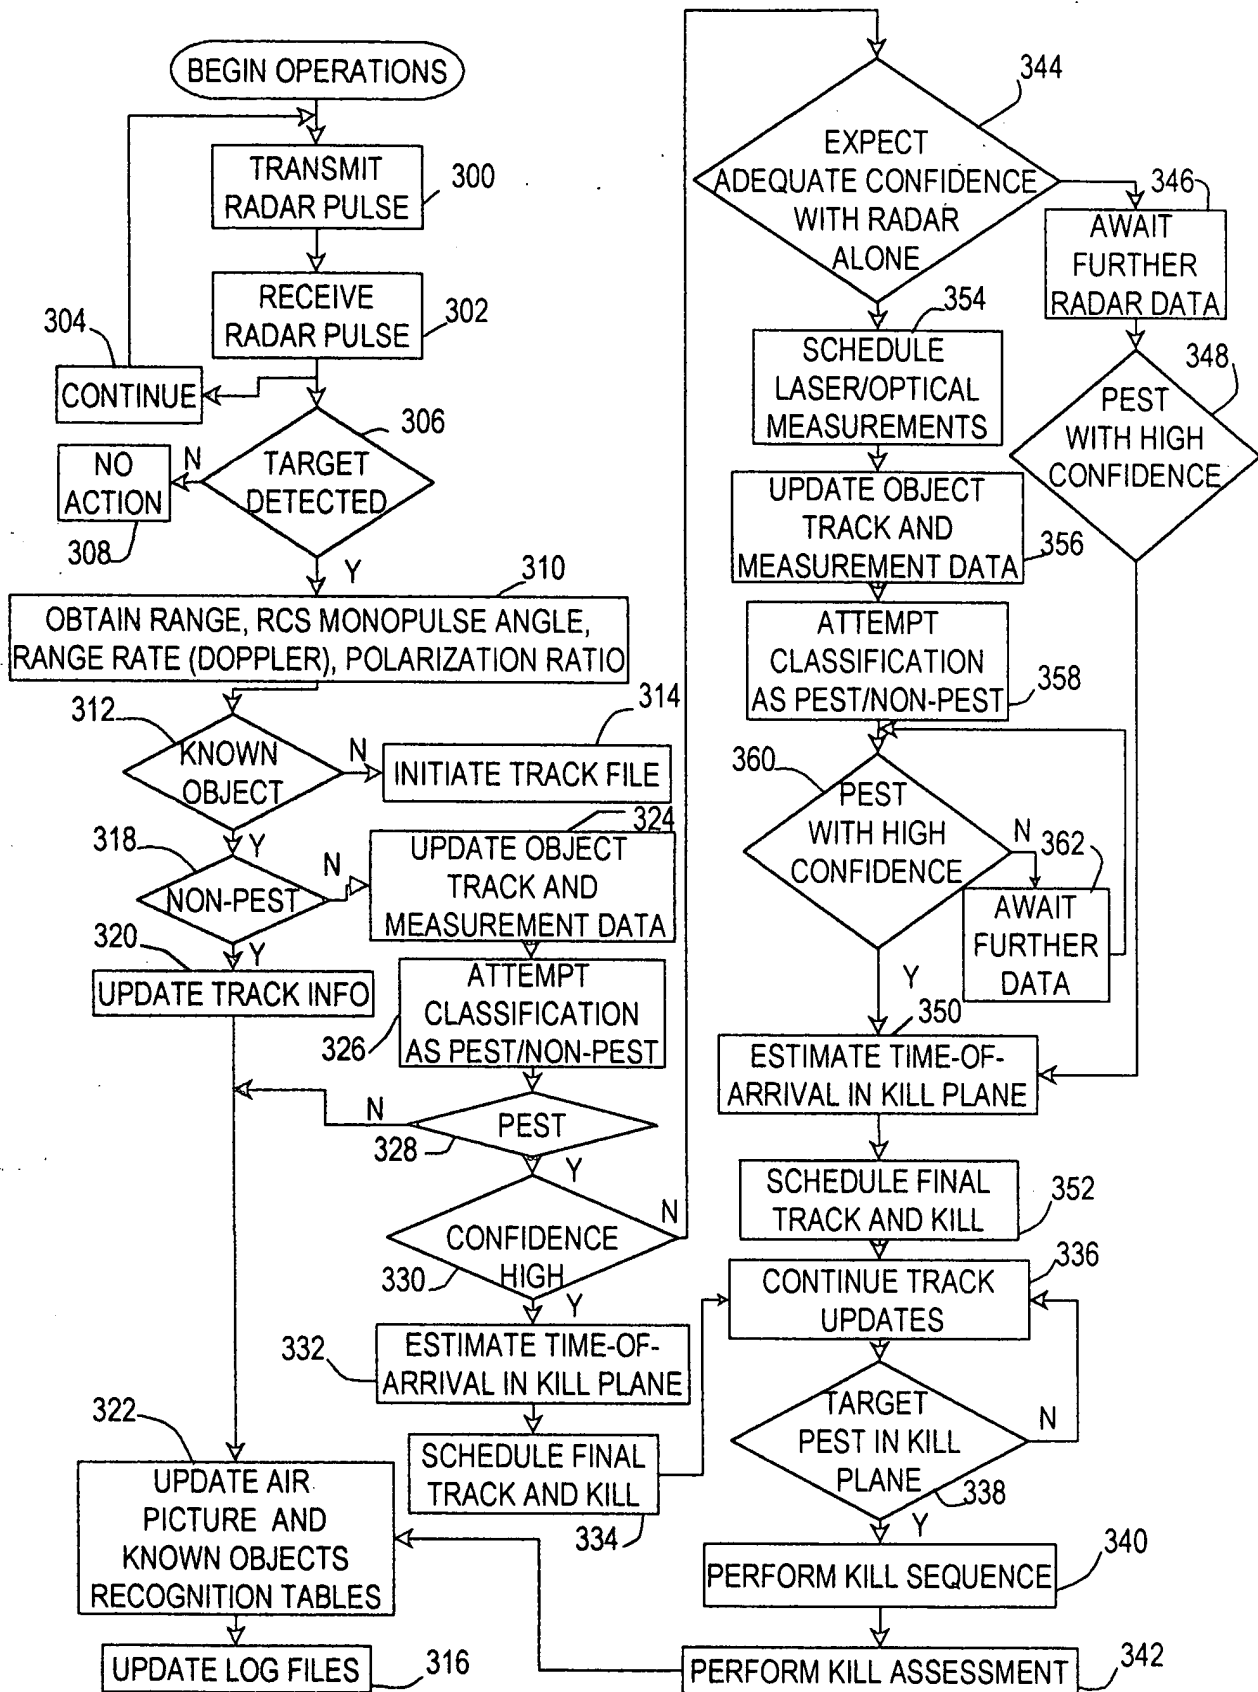 BEGIN OPERATIONS
TRANSMIT
RADAR PULSE
300
RECEIVE
RADAR PULSE
302
304
CONTINUE
306
TARGET
DETECTED
N
NO
ACTION
308
Y
310
OBTAIN RANGE, RCS MONOPULSE ANGLE,
RANGE RATE (DOPPLER), POLARIZATION RATIO
312
KNOWN
OBJECT
N
314
INITIATE TRACK FILE
Y
318
NON-PEST
N
324
UPDATE OBJECT
TRACK AND
MEASUREMENT DATA
320
Y
UPDATE TRACK INFO
326
ATTEMPT
CLASSIFICATION
AS PEST/NON-PEST
N
PEST
328
Y
CONFIDENCE
HIGH
N
330
Y
332
ESTIMATE TIME-OF-
ARRIVAL IN KILL PLANE
SCHEDULE FINAL
TRACK AND KILL
334
322
UPDATE AIR
PICTURE AND
KNOWN OBJECTS
RECOGNITION TABLES
UPDATE LOG FILES
316
344
EXPECT
ADEQUATE CONFIDENCE
WITH RADAR
ALONE
346
AWAIT
FURTHER
RADAR DATA
348
PEST
WITH HIGH
CONFIDENCE
354
SCHEDULE
LASER/OPTICAL
MEASUREMENTS
UPDATE OBJECT
TRACK AND
MEASUREMENT DATA
356
ATTEMPT
CLASSIFICATION
AS PEST/NON-PEST
358
360
PEST
WITH HIGH
CONFIDENCE
N
362
AWAIT
FURTHER
DATA
Y
350
ESTIMATE TIME-OF-
ARRIVAL IN KILL PLANE
SCHEDULE FINAL
TRACK AND KILL
352
336
CONTINUE TRACK
UPDATES
TARGET
PEST IN KILL
PLANE
N
338
Y
340
PERFORM KILL SEQUENCE
PERFORM KILL ASSESSMENT
342